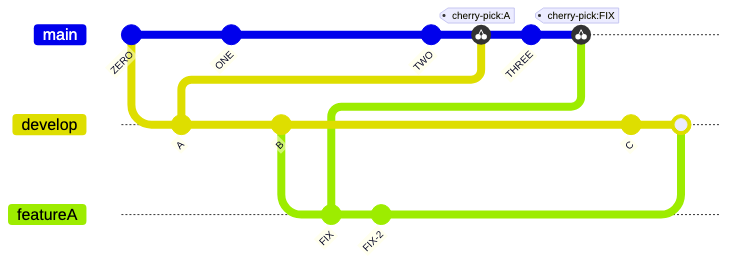 cherry-pick:A
cherry-pick:FIX
main
ZERO
ONE
TWO
THREE
develop
A
B
C
featureA
FIX
FIX-2